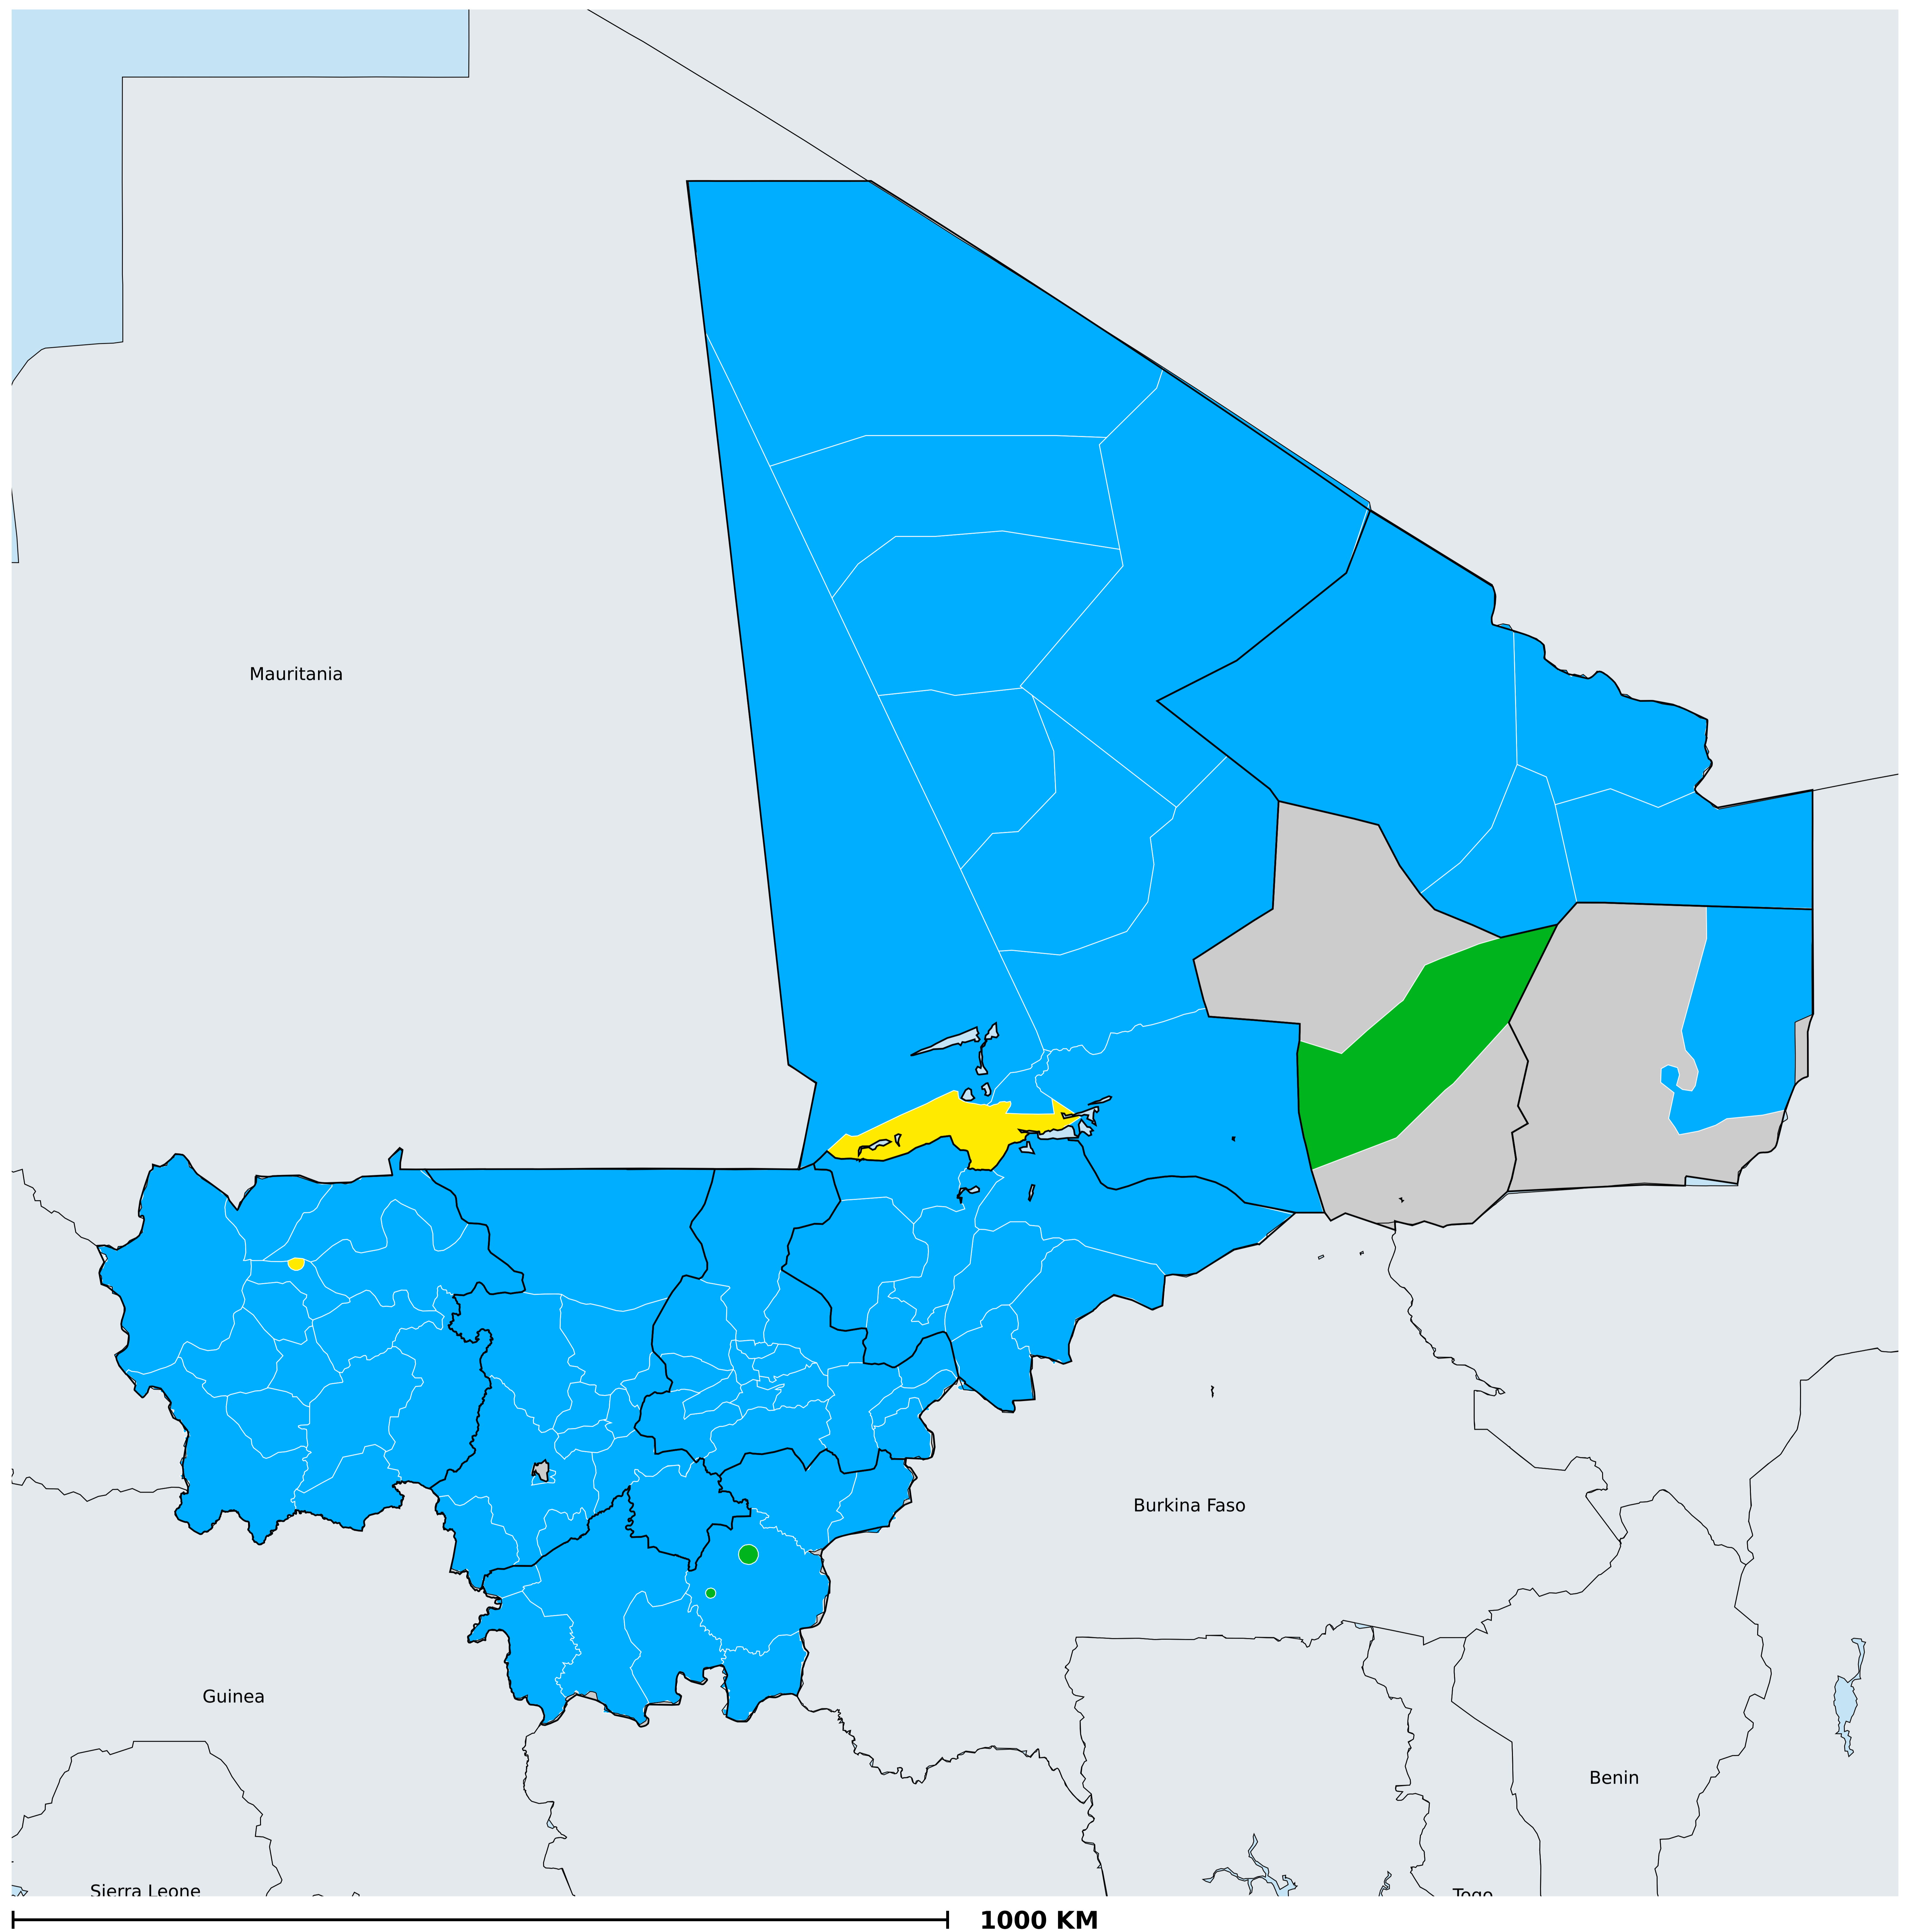 Mauritania
Burkina Faso
Guinea
Benin
Sierra Leone
Togo
1000 KM